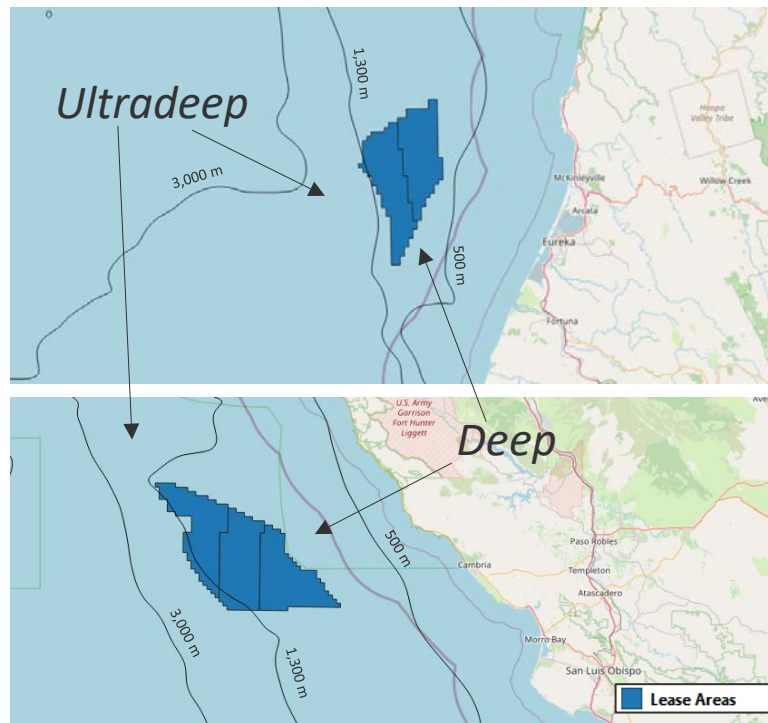 Ultradeep
1,300 m
3,000 m
500 m
Hoopa
Valley Tribe
McKinleyville
Willow Creek
Arcata
Eureka
Fortuna
U.S. Army
Garrison
Fort Hunter
Liggett
Deep
500 m
Paso Robles
Cambria
Templeton
Atascadero
3,000 m
1,300 m
Morro Bay
San Luis Obispo
Lease Areas